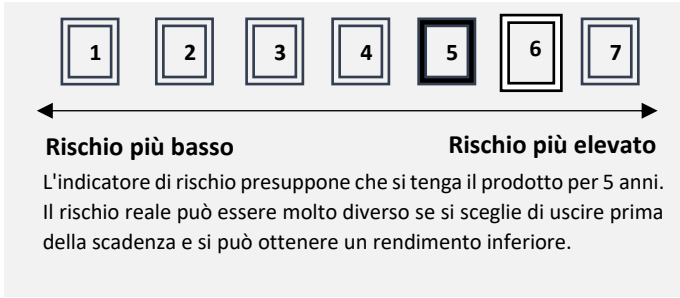 1 2 3 4 5 6 7
Rischio più basso Rischio più elevato
L'indicatore di rischio presuppone che si tenga il prodotto per 5 anni.
Il rischio reale può essere molto diverso se si sceglie di uscire prima
della scadenza e si può ottenere un rendimento inferiore.